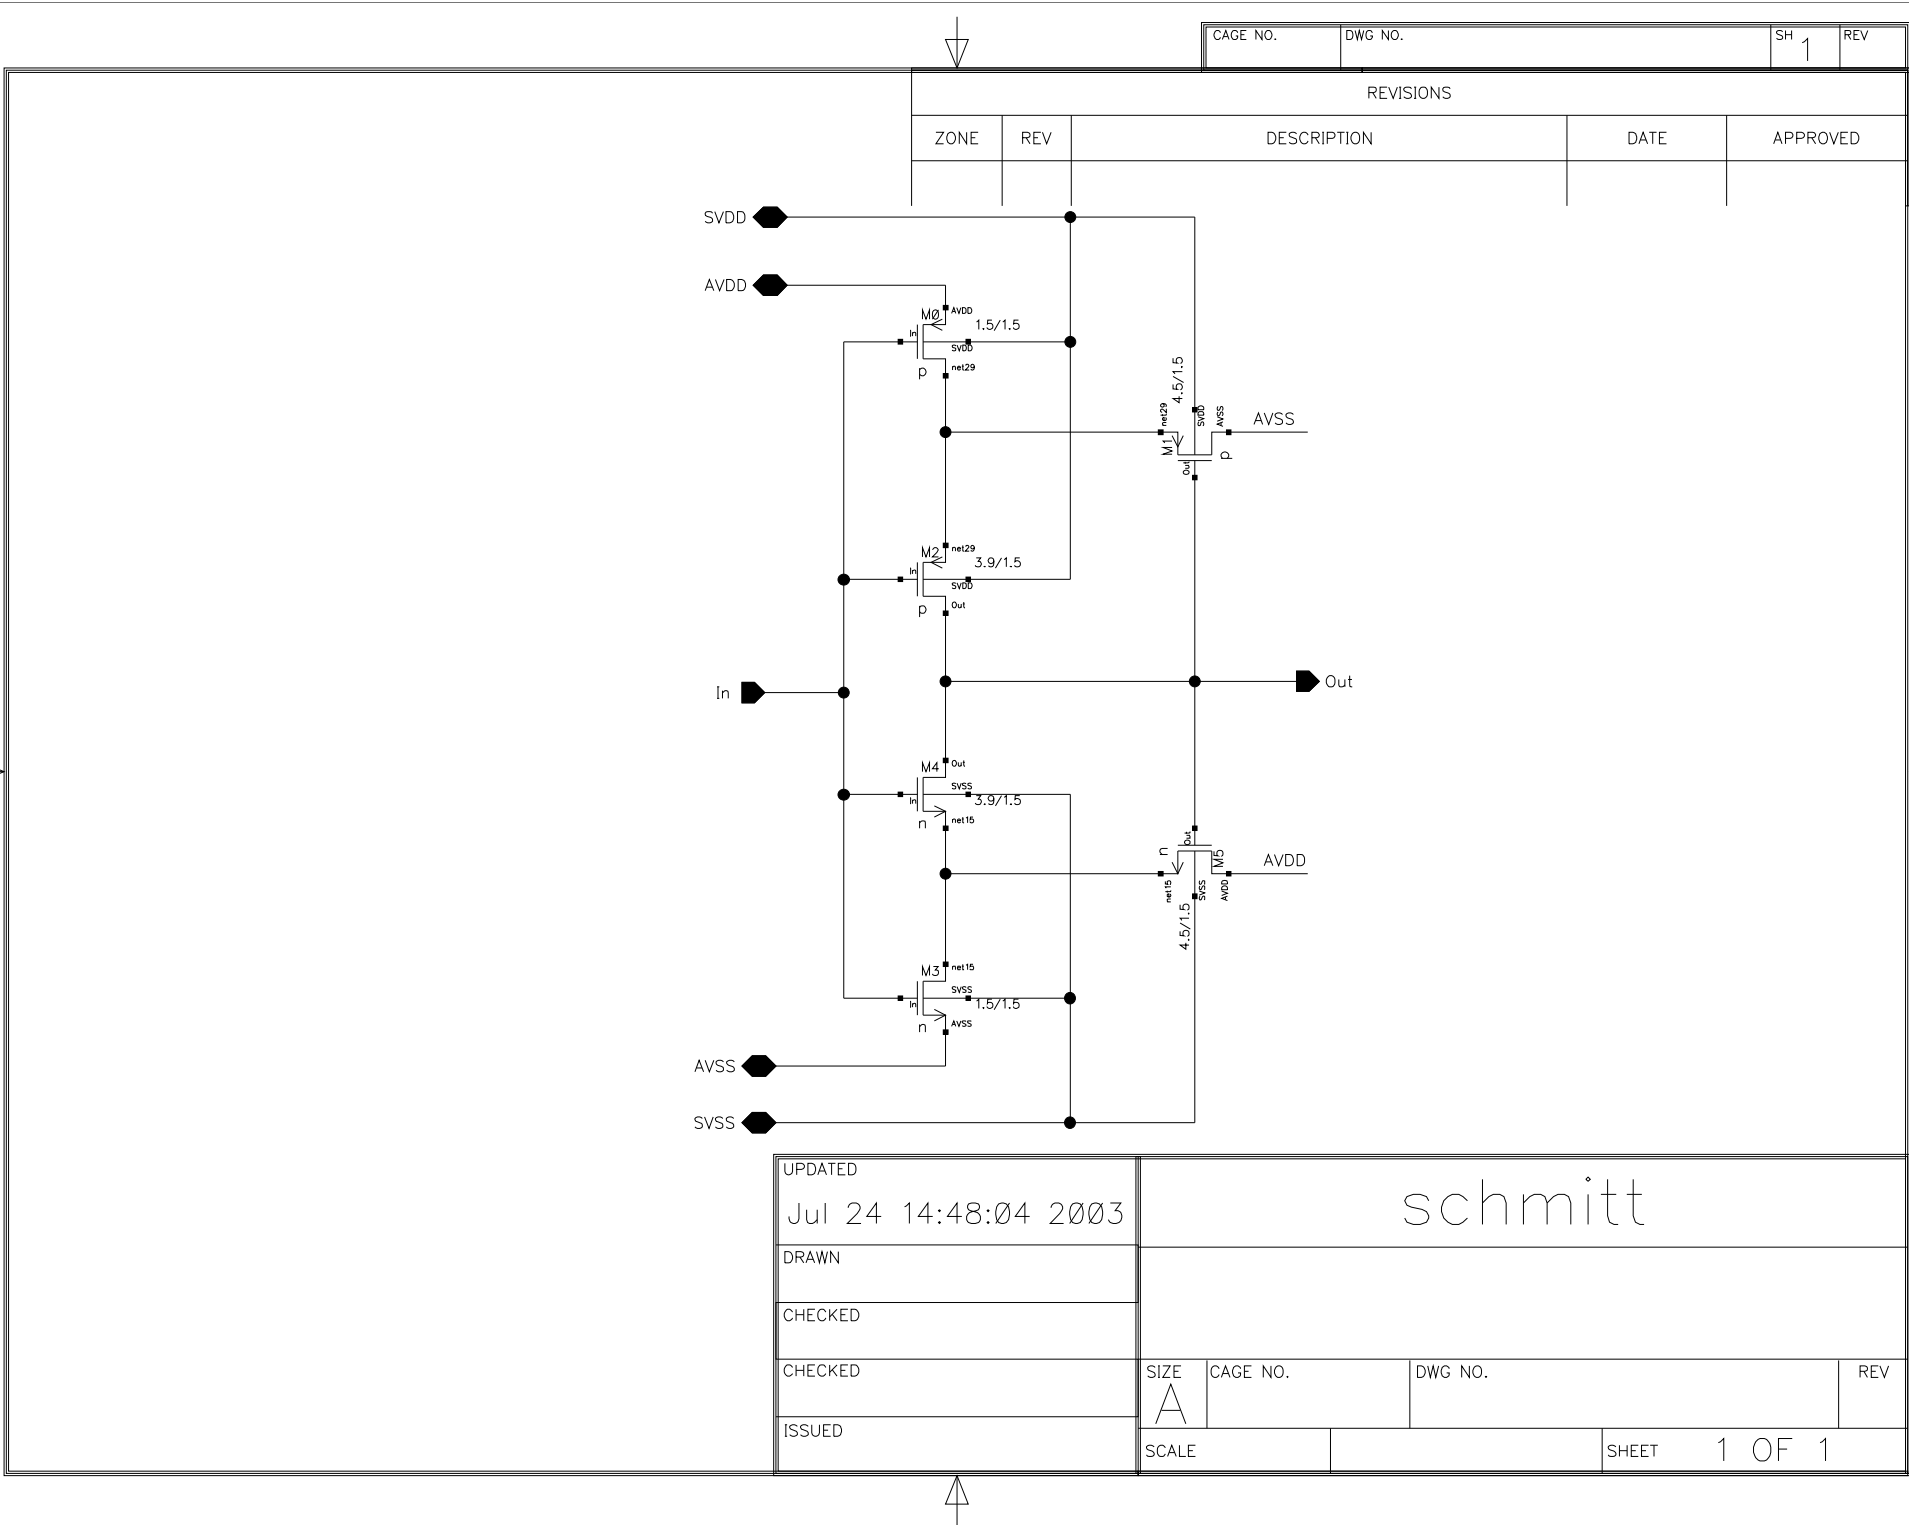 CAGE NO. DWG NO. SH 1 REV
REVISIONS
ZONE REV DESCRIPTION DATE APPROVED
SVDD
AVDD
M0 AVDD
1.5/1.5
In
SVDD
p net29
4.5/1.5
net29 SVDD AVSS
AVSS
M1 Out p
M2 net29
3.9/1.5
In
SVDD
p Out
In
Out
M4 Out
SVSS
In 3.9/1.5
n net15
n Out M5
AVDD
net15 SVSS AVDD
4.5/1.5
M3 net15
SVSS
In 1.5/1.5
n AVSS
AVSS
SVSS
UPDATED
Jul 24 14:48:04 2003
schmitt
DRAWN
CHECKED
CHECKED
SIZE A CAGE NO. DWG NO. REV
ISSUED
SCALE SHEET 1 OF 1